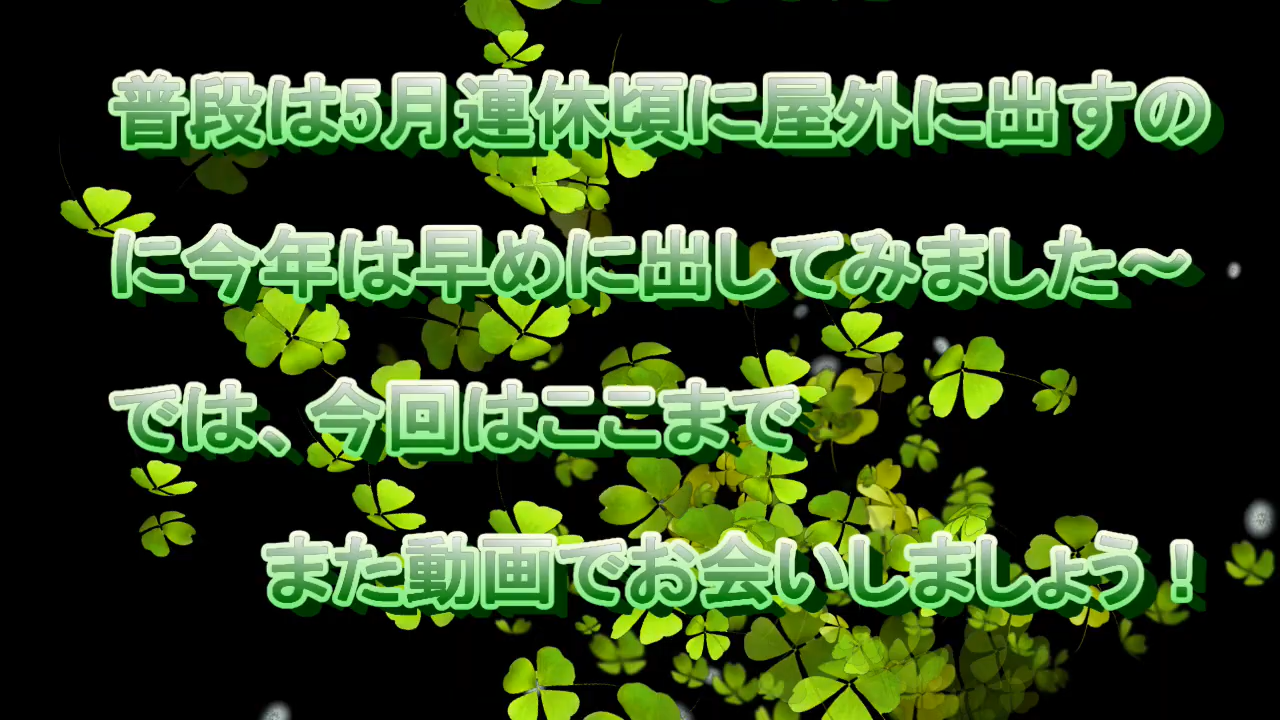 普段は5月連休頃に屋外に出すの
に今年は早めに出してみました～
では、今回はここまで
また動画でお会いしましょう！